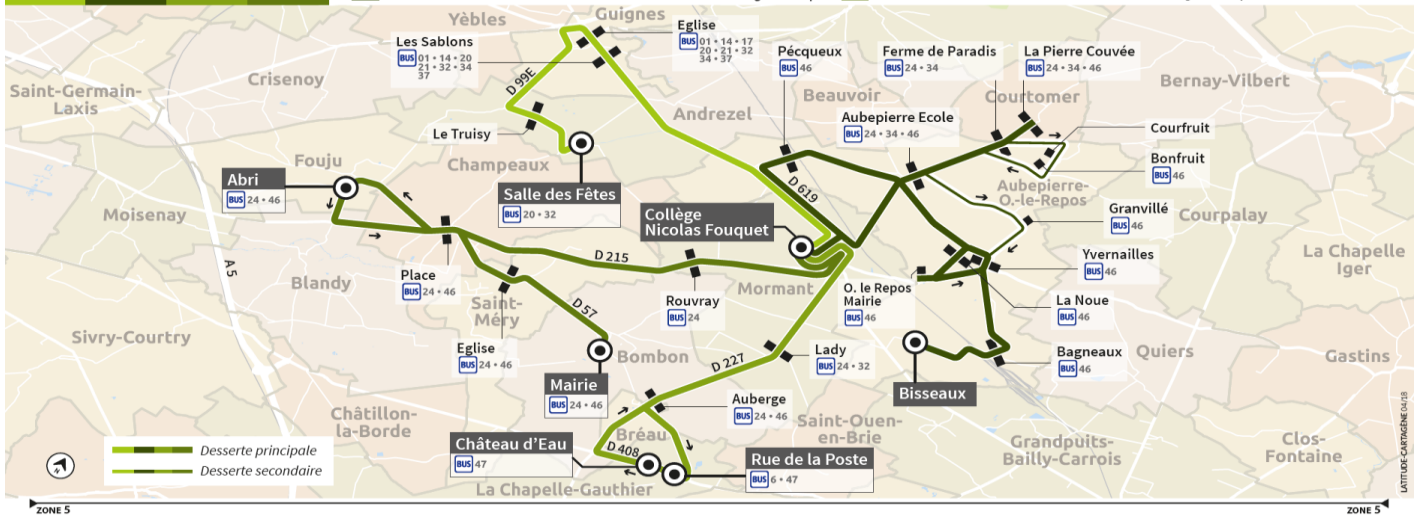 Yèbles
Guignes
Les Sablons
BUS 01 • 14 • 20
21 • 32 • 34
37
Eglise
BUS 01 • 14 • 17
20 • 21 • 32
34 • 37
Pécqueux
BUS 46
Ferme de Paradis
BUS 24 • 34
La Pierre Couvée
BUS 24 • 34 • 46
Saint-Germain-
Laxis
Crisenoy
D 99E
Andrezel
Beauvoir
Courtomer
Bernay-Vilbert
Aubepierre Ecole
BUS 24 • 34 • 46
Courfruit
Le Truisy
Champeaux
Fouju
Bonfruit
BUS 46
Abri
BUS 24 • 46
Salle des Fêtes
BUS 20 • 32
D 619
Aubepierre-
O.-le-Repos
Moisenay
Collège
Nicolas Fouquet
Granvillé
BUS 46
Courpalay
La Chapelle
Iger
A 5
Blandy
Place
BUS 24 • 46
D 215
Rouvray
BUS 24
Mormant
O. le Repos
Mairie
BUS 46
Yvernailles
BUS 46
La Noue
BUS 46
Saint-
Méry
D 57
Sivry-Courtry
Eglise
BUS 24 • 46
Bombon
D 227
Lady
BUS 24 • 32
Bagneaux
BUS 46
Quiers
Gastins
Mairie
BUS 24 • 46
Bisseaux
Auberge
BUS 24 • 46
Châtillon-
la-Borde
Bréau
Saint-Ouen-
en-Brie
Château d’Eau
BUS 47
D 408
Rue de la Poste
BUS 6 • 47
Grandpuits-
Bailly-Carrois
Clos-
Fontaine
La Chapelle-Gauthier
Desserte principale
Desserte secondaire
N
LATITUDE-CARTAGÈNE 04/18
ZONE 5
ZONE 5